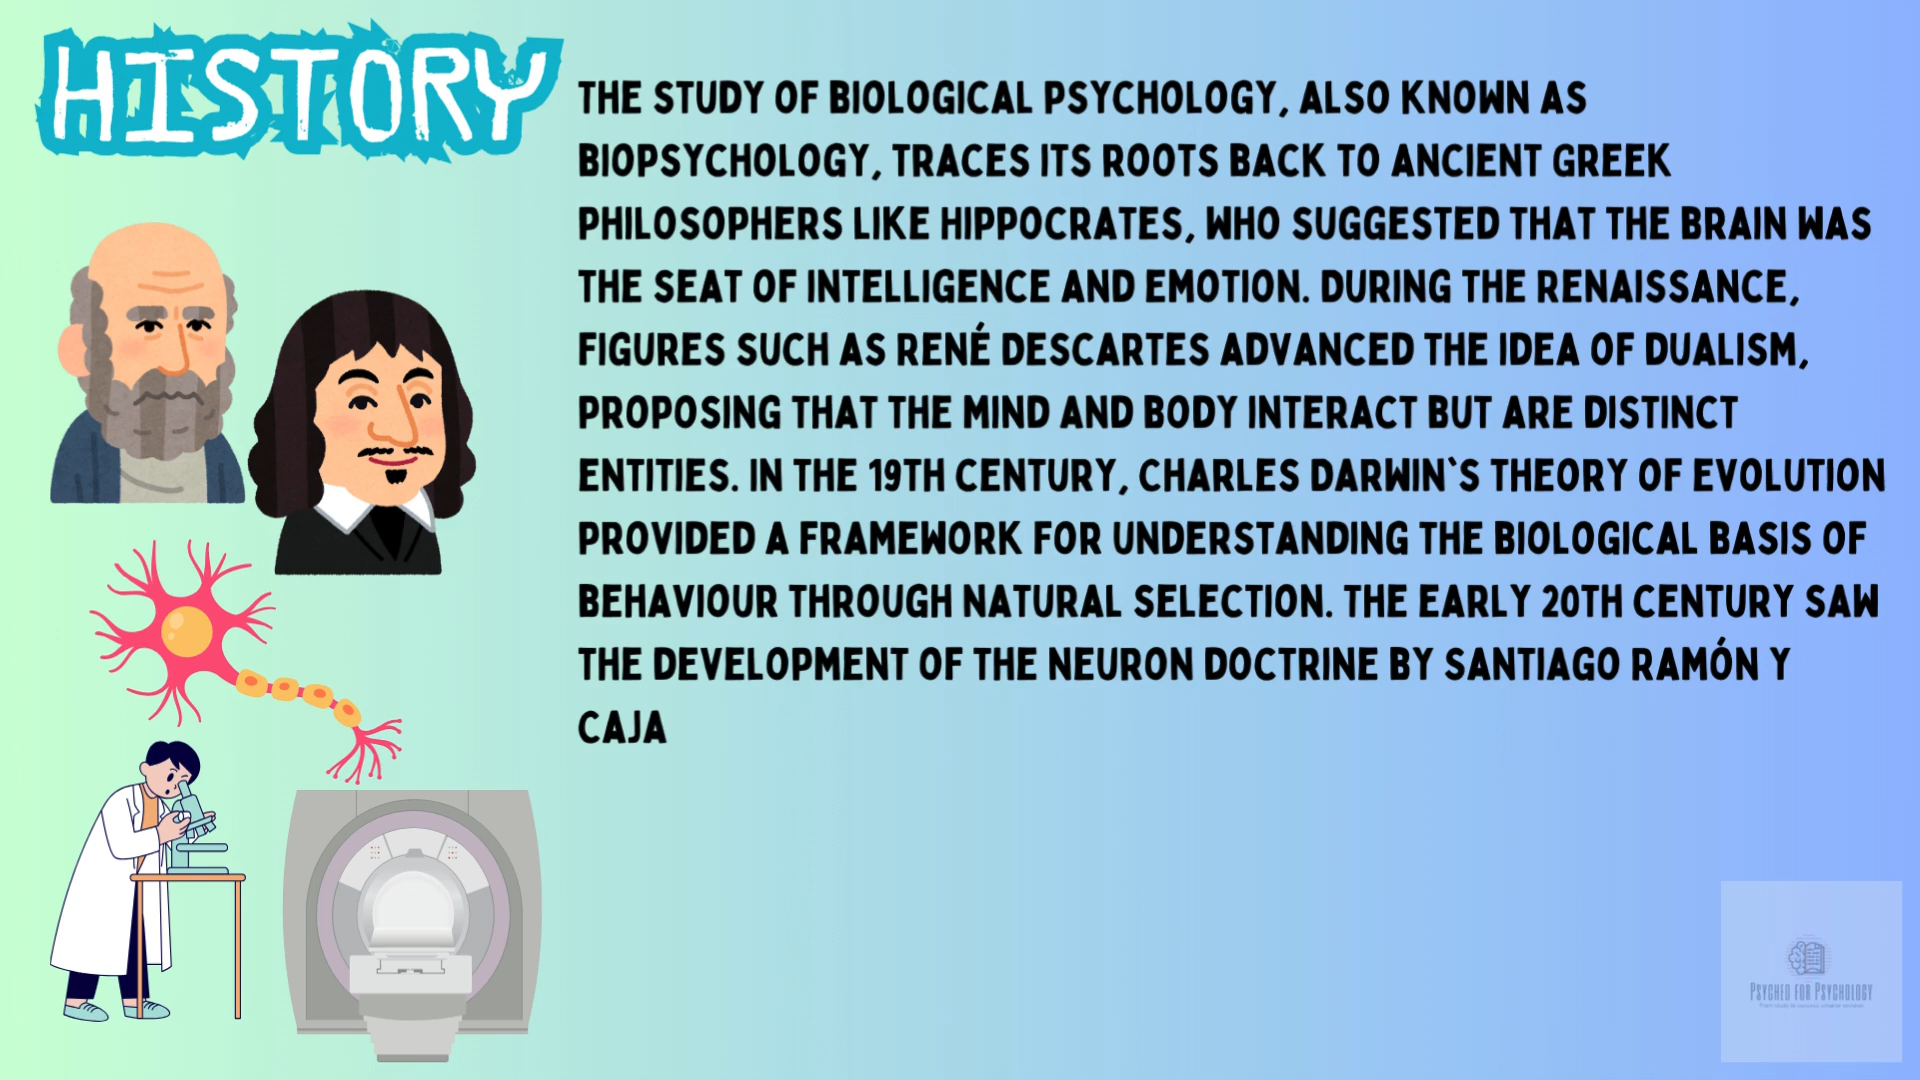 HISTORY
THE STUDY OF BIOLOGICAL PSYCHOLOGY, ALSO KNOWN AS
BIOPSYCHOLOGY, TRACES ITS ROOTS BACK TO ANCIENT GREEK
PHILOSOPHERS LIKE HIPPOCRATES, WHO SUGGESTED THAT THE BRAIN WAS
THE SEAT OF INTELLIGENCE AND EMOTION. DURING THE RENAISSANCE,
FIGURES SUCH AS RENÉ DESCARTES ADVANCED THE IDEA OF DUALISM,
PROPOSING THAT THE MIND AND BODY INTERACT BUT ARE DISTINCT
ENTITIES. IN THE 19TH CENTURY, CHARLES DARWIN`S THEORY OF EVOLUTION
PROVIDED A FRAMEWORK FOR UNDERSTANDING THE BIOLOGICAL BASIS OF
BEHAVIOUR THROUGH NATURAL SELECTION. THE EARLY 20TH CENTURY SAW
THE DEVELOPMENT OF THE NEURON DOCTRINE BY SANTIAGO RAMÓN Y
CAJA
PSYCHED FOR PSYCHOLOGY